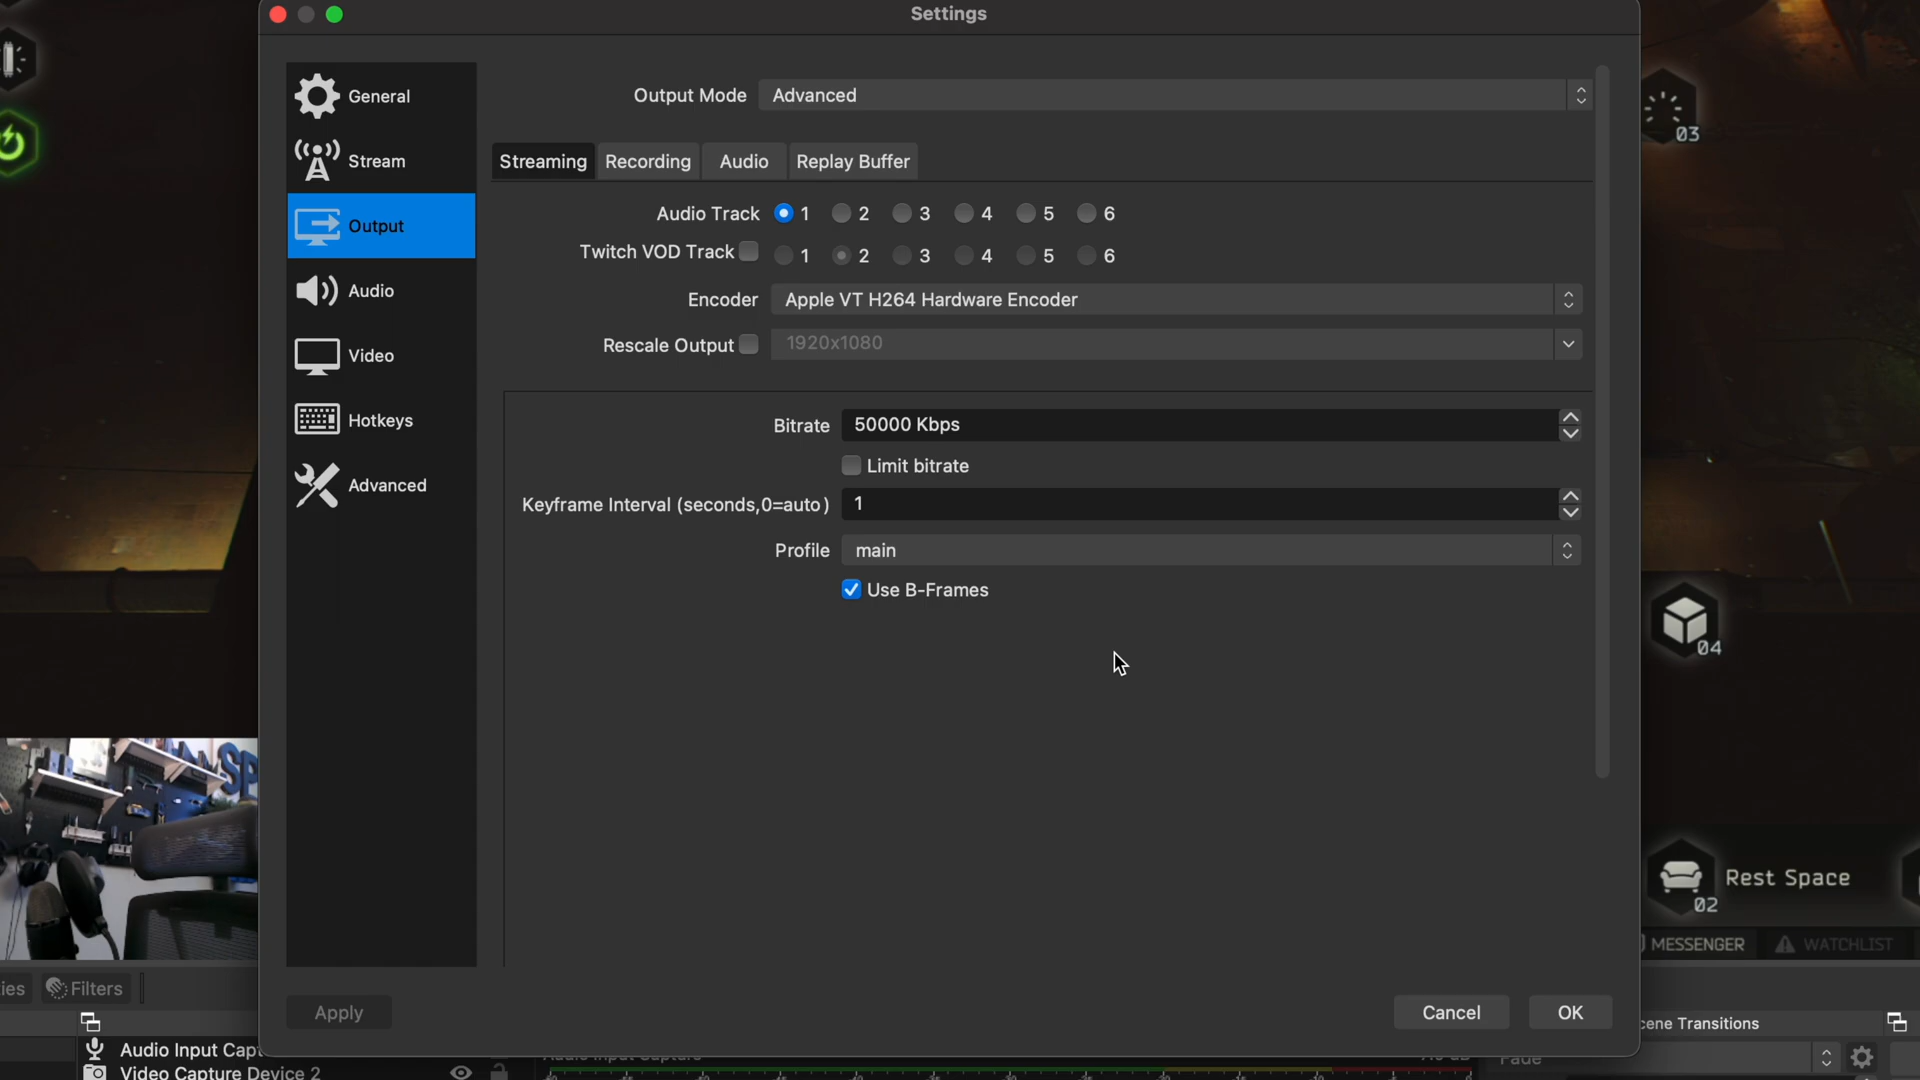 Settings
General
Stream
Output
Audio
Video
Hotkeys
Advanced
Output Mode Advanced
Streaming Recording Audio Replay Buffer
Audio Track 1 2 3 4 5 6
Twitch VOD Track 1 2 3 4 5 6
Encoder Apple VT H264 Hardware Encoder
Rescale Output 1920x1080
Bitrate 50000 Kbps
Limit bitrate
Keyframe Interval (seconds,0=auto) 1
Profile main
Use B-Frames
Apply
Cancel OK
03
04
Rest Space
02
MESSENGER WATCHLIST
ies Filters
cene Transitions
Audio Input Capt
Video Capture Device 2
Fade